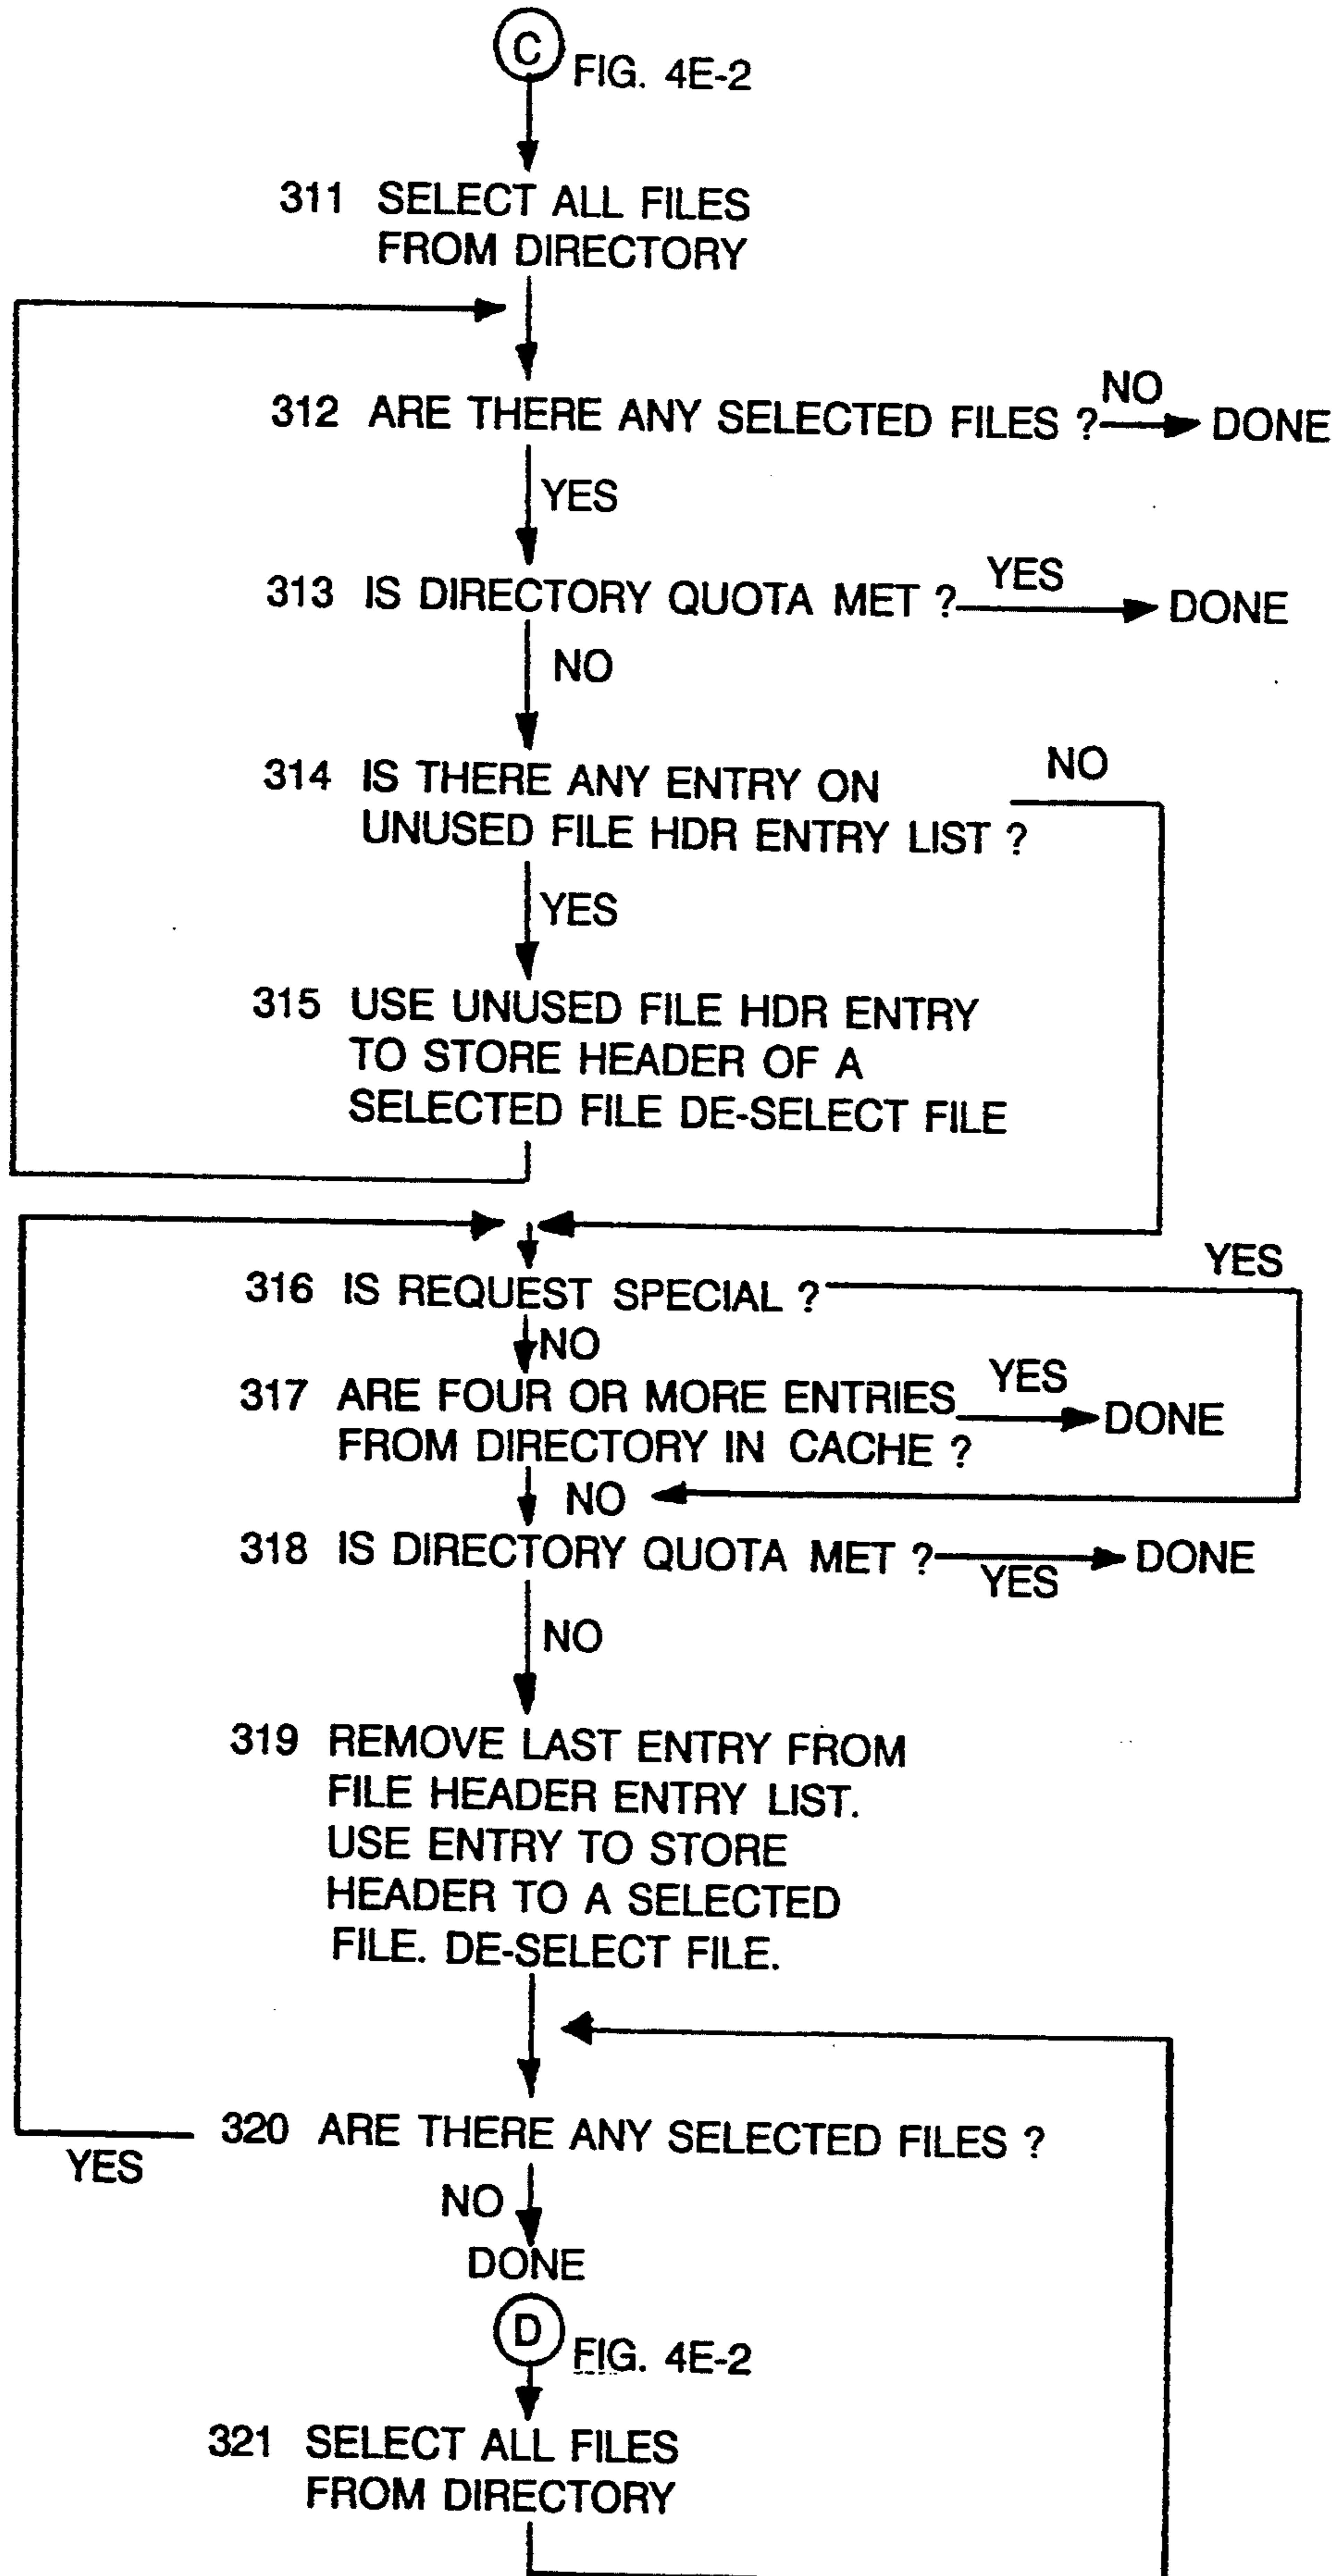 C
FIG. 4E-2
311 SELECT ALL FILES
FROM DIRECTORY
312 ARE THERE ANY SELECTED FILES ?
NO
DONE
YES
313 IS DIRECTORY QUOTA MET ?
YES
DONE
NO
314 IS THERE ANY ENTRY ON
UNUSED FILE HDR ENTRY LIST ?
NO
YES
315 USE UNUSED FILE HDR ENTRY
TO STORE HEADER OF A
SELECTED FILE DE-SELECT FILE
316 IS REQUEST SPECIAL ?
YES
NO
317 ARE FOUR OR MORE ENTRIES
FROM DIRECTORY IN CACHE ?
YES
DONE
NO
318 IS DIRECTORY QUOTA MET ?
YES
DONE
NO
319 REMOVE LAST ENTRY FROM
FILE HEADER ENTRY LIST.
USE ENTRY TO STORE
HEADER TO A SELECTED
FILE. DE-SELECT FILE.
320 ARE THERE ANY SELECTED FILES ?
YES
NO
DONE
D
FIG. 4E-2
321 SELECT ALL FILES
FROM DIRECTORY